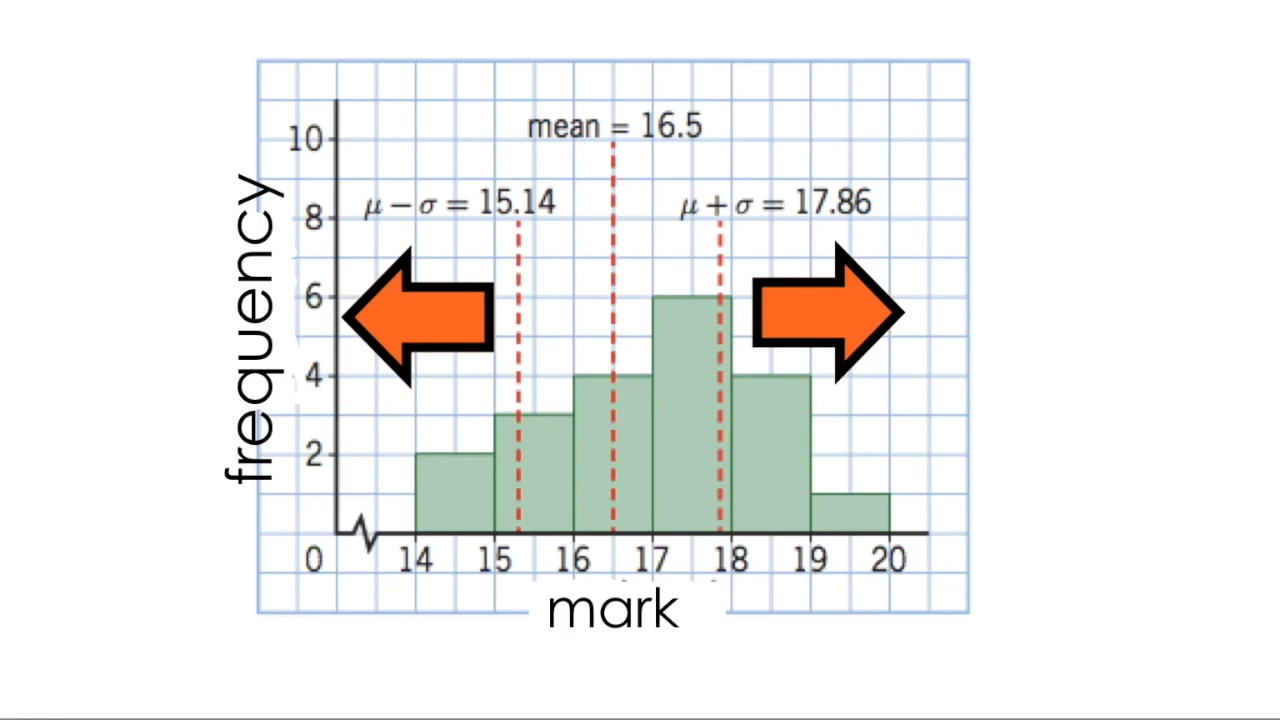 mean = 16.5
μ − σ = 15.14
μ + σ = 17.86
frequency
10
8
6
4
2
0 14 15 16 17 18 19 20
mark